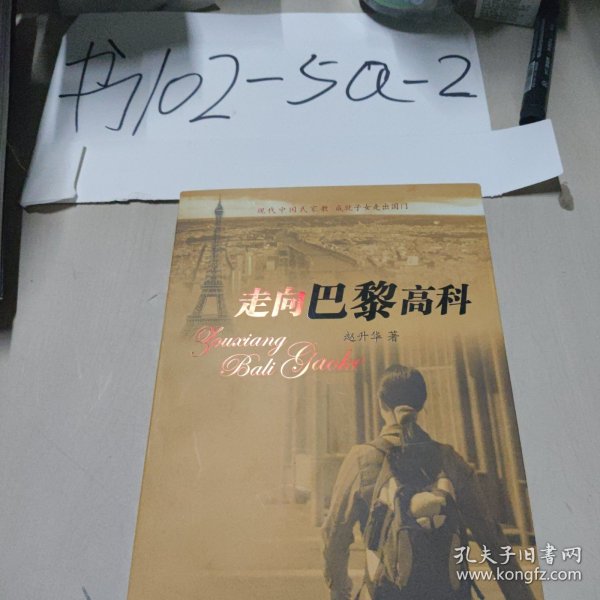 书102-5a-2
现代中国式家教 成就子女走出国门
走向巴黎高科
赵升华 著
Zouxiang
Bali Gaoke
孔夫子旧书网
www.kongfz.com